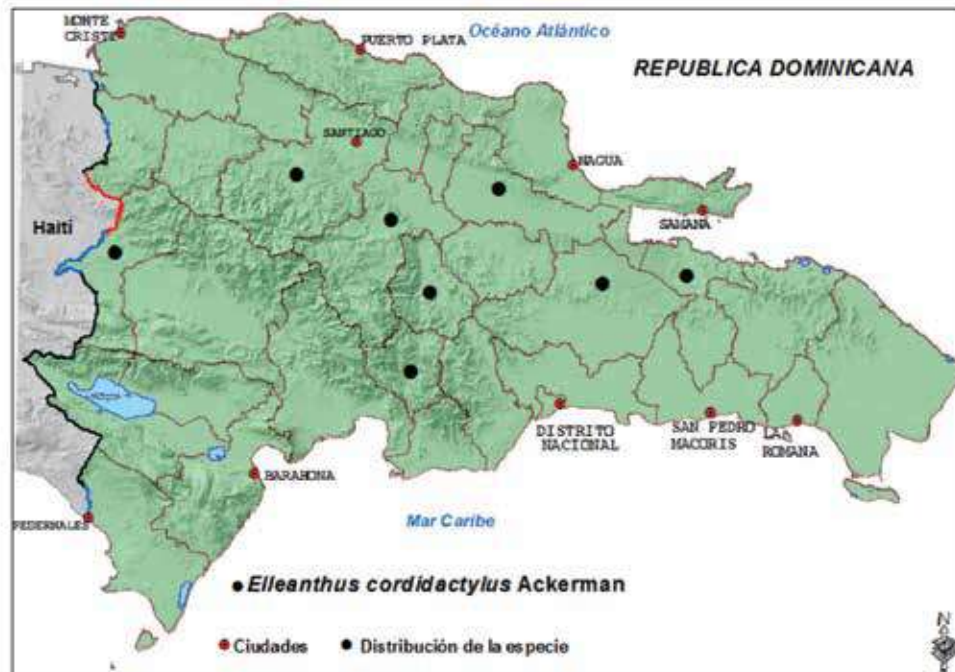 MONTE
CRISTE
PUERTO PLATA
Océano Atlántico
REPUBLICA DOMINICANA
SANTIAGO
NAGUA
SAMANA
Haití
DISTRITO
NACIONAL
SAN PEDRO
MACORIS
LA
ROMANA
BARAHONA
PEDERNALES
Mar Caribe
Elleanthus cordidactylus Ackerman
Ciudades
Distribución de la especie